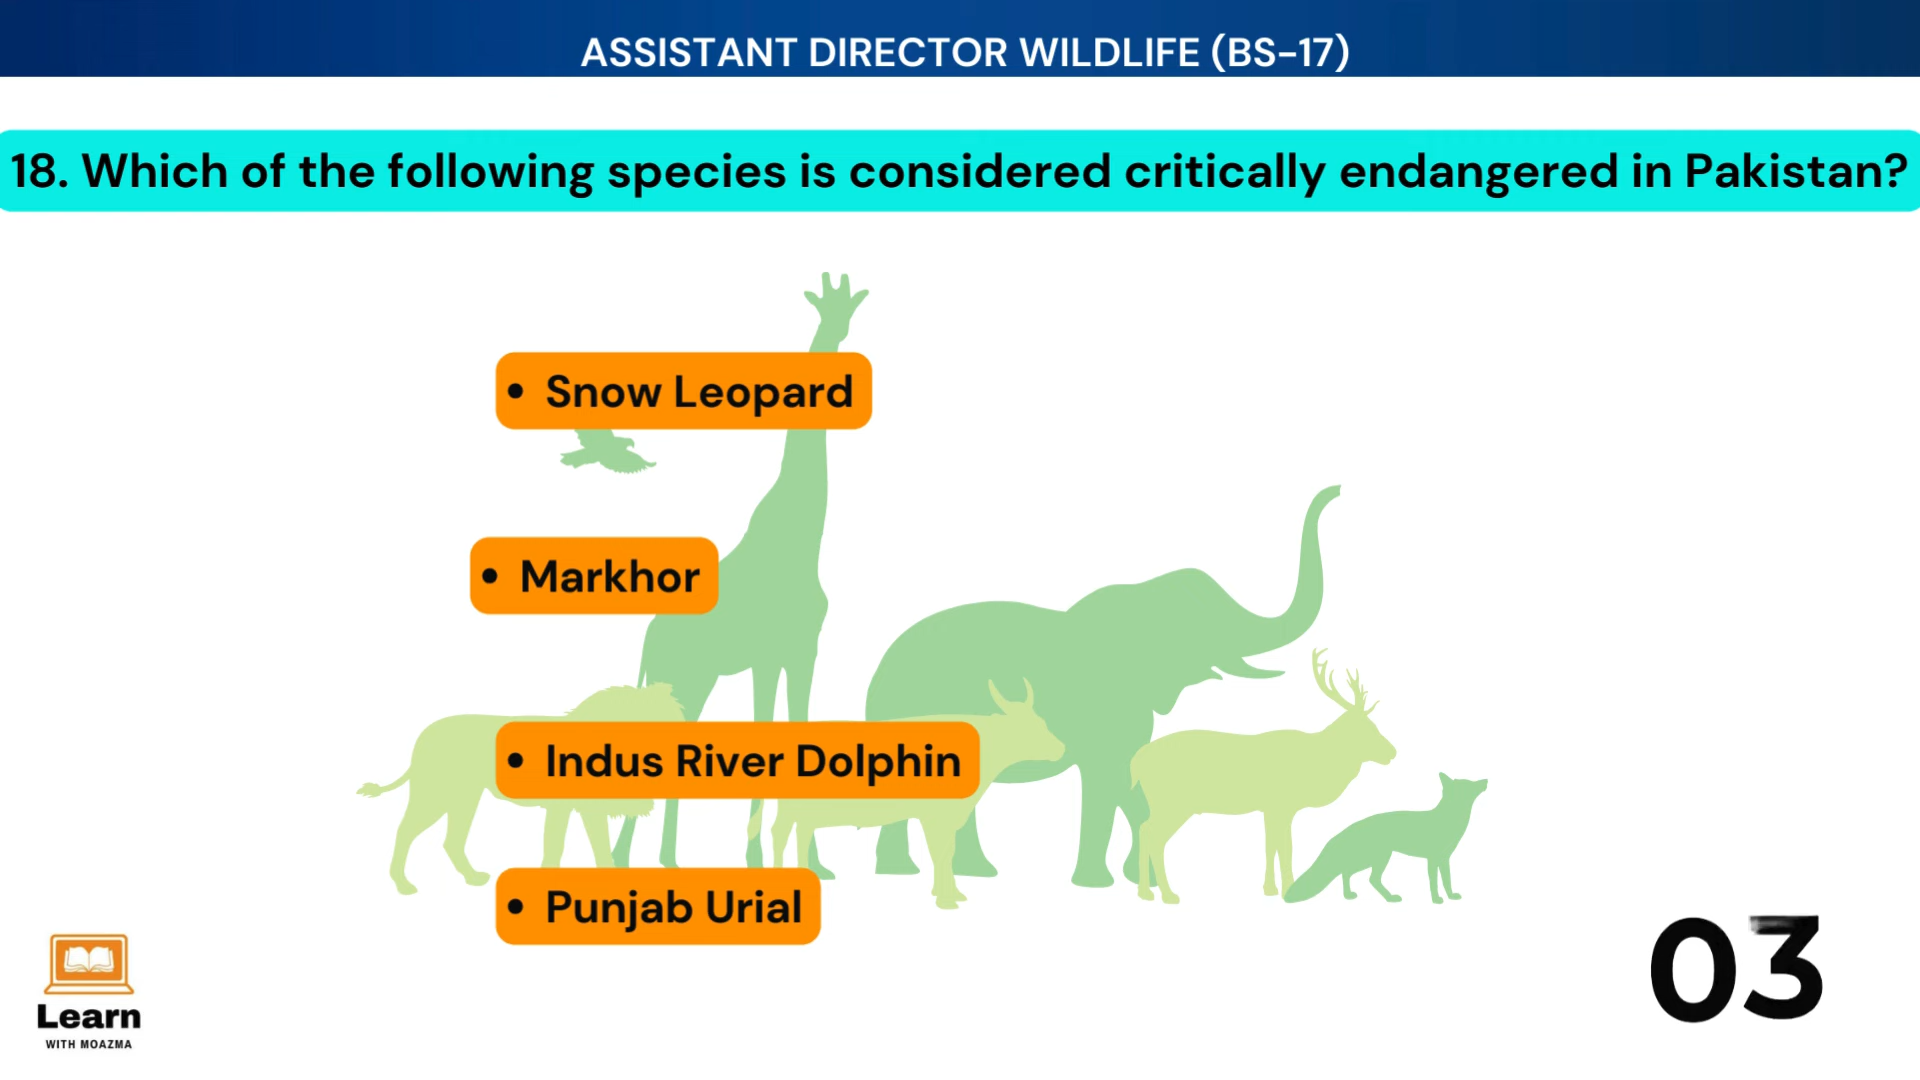 ASSISTANT DIRECTOR WILDLIFE (BS-17)
18. Which of the following species is considered critically endangered in Pakistan?
• Snow Leopard
• Markhor
• Indus River Dolphin
• Punjab Urial
Learn
WITH MOAZMA
03